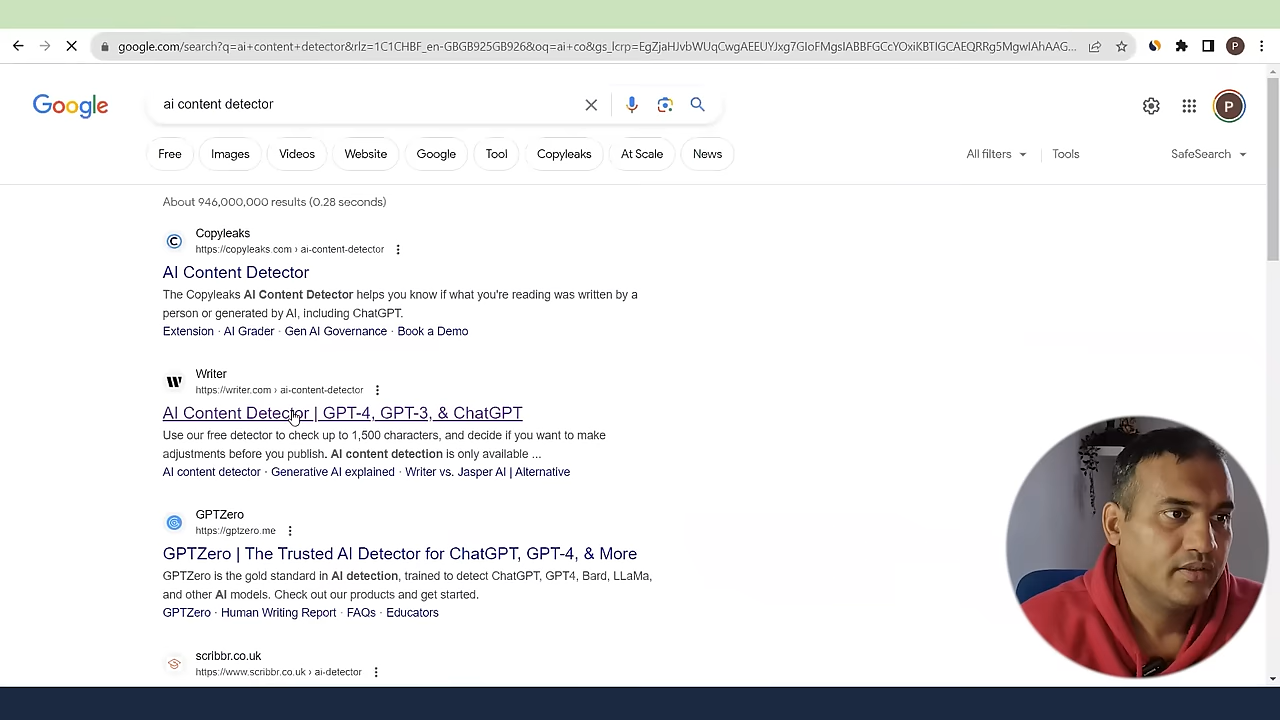 google.com/search?q=ai+content+detector&rlz=1C1CHBF_en-GBGB925GB926&oq=ai+co&gs_lcrp=EgZjaHJvbWUqCwgAEEUYJxg7GIoFMgsIABBFGCcYOxiKBTIGCAEQRRg5MgwIAhAAG...
P
Google
ai content detector
P
Free
Images
Videos
Website
Google
Tool
Copyleaks
At Scale
News
All filters
Tools
SafeSearch
About 946,000,000 results (0.28 seconds)
Copyleaks
https://copyleaks.com › ai-content-detector
AI Content Detector
The Copyleaks AI Content Detector helps you know if what you're reading was written by a
person or generated by AI, including ChatGPT.
Extension · AI Grader · Gen AI Governance · Book a Demo
Writer
https://writer.com › ai-content-detector
AI Content Detector | GPT-4, GPT-3, & ChatGPT
Use our free detector to check up to 1,500 characters, and decide if you want to make
adjustments before you publish. AI content detection is only available ...
AI content detector · Generative AI explained · Writer vs. Jasper AI | Alternative
GPTZero
https://gptzero.me
GPTZero | The Trusted AI Detector for ChatGPT, GPT-4, & More
GPTZero is the gold standard in AI detection, trained to detect ChatGPT, GPT4, Bard, LLaMa,
and other AI models. Check out our products and get started.
GPTZero · Human Writing Report · FAQs · Educators
scribbr.co.uk
https://www.scribbr.co.uk › ai-detector